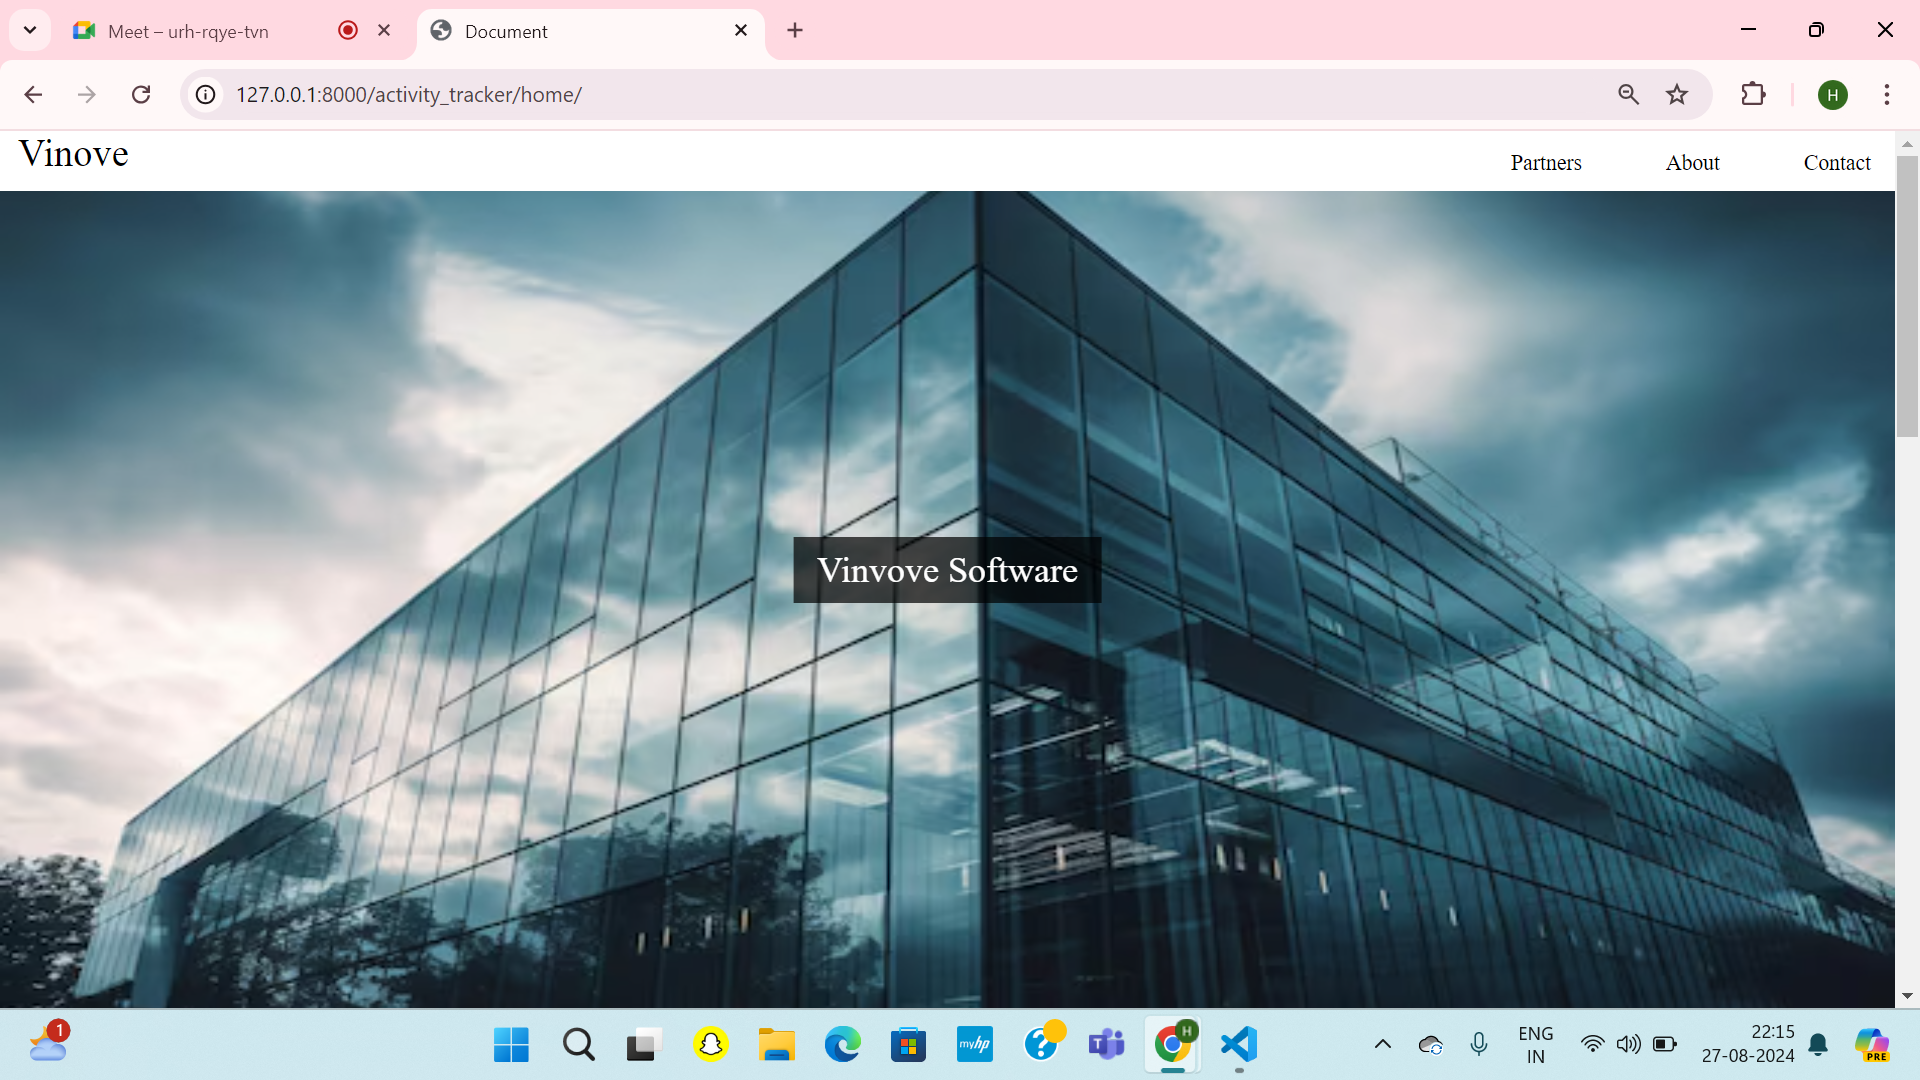 Meet – urh-rqye-tvn
Document
127.0.0.1:8000/activity_tracker/home/
H
Vinove
Partners
About
Contact
Vinvove Software
1
myhp
?
T
H
ENG
IN
22:15
27-08-2024
PRE